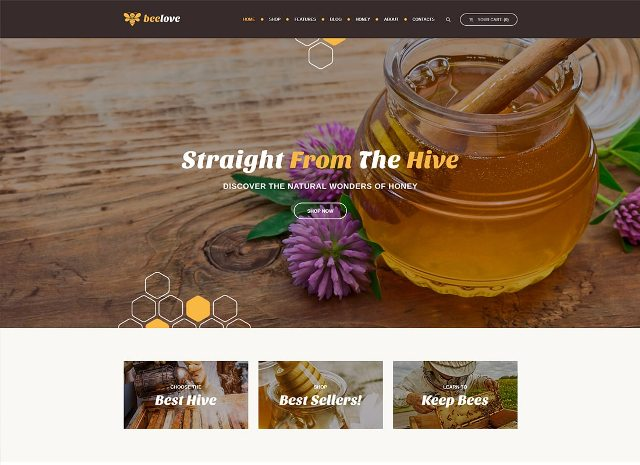 beelove
HOME SHOP FEATURES BLOG HONEY ABOUT CONTACTS YOUR CART (0)
Straight From The Hive
DISCOVER THE NATURAL WONDERS OF HONEY
SHOP NOW
CHOOSE THE
Best Hive
SHOP
Best Sellers!
LEARN TO
Keep Bees